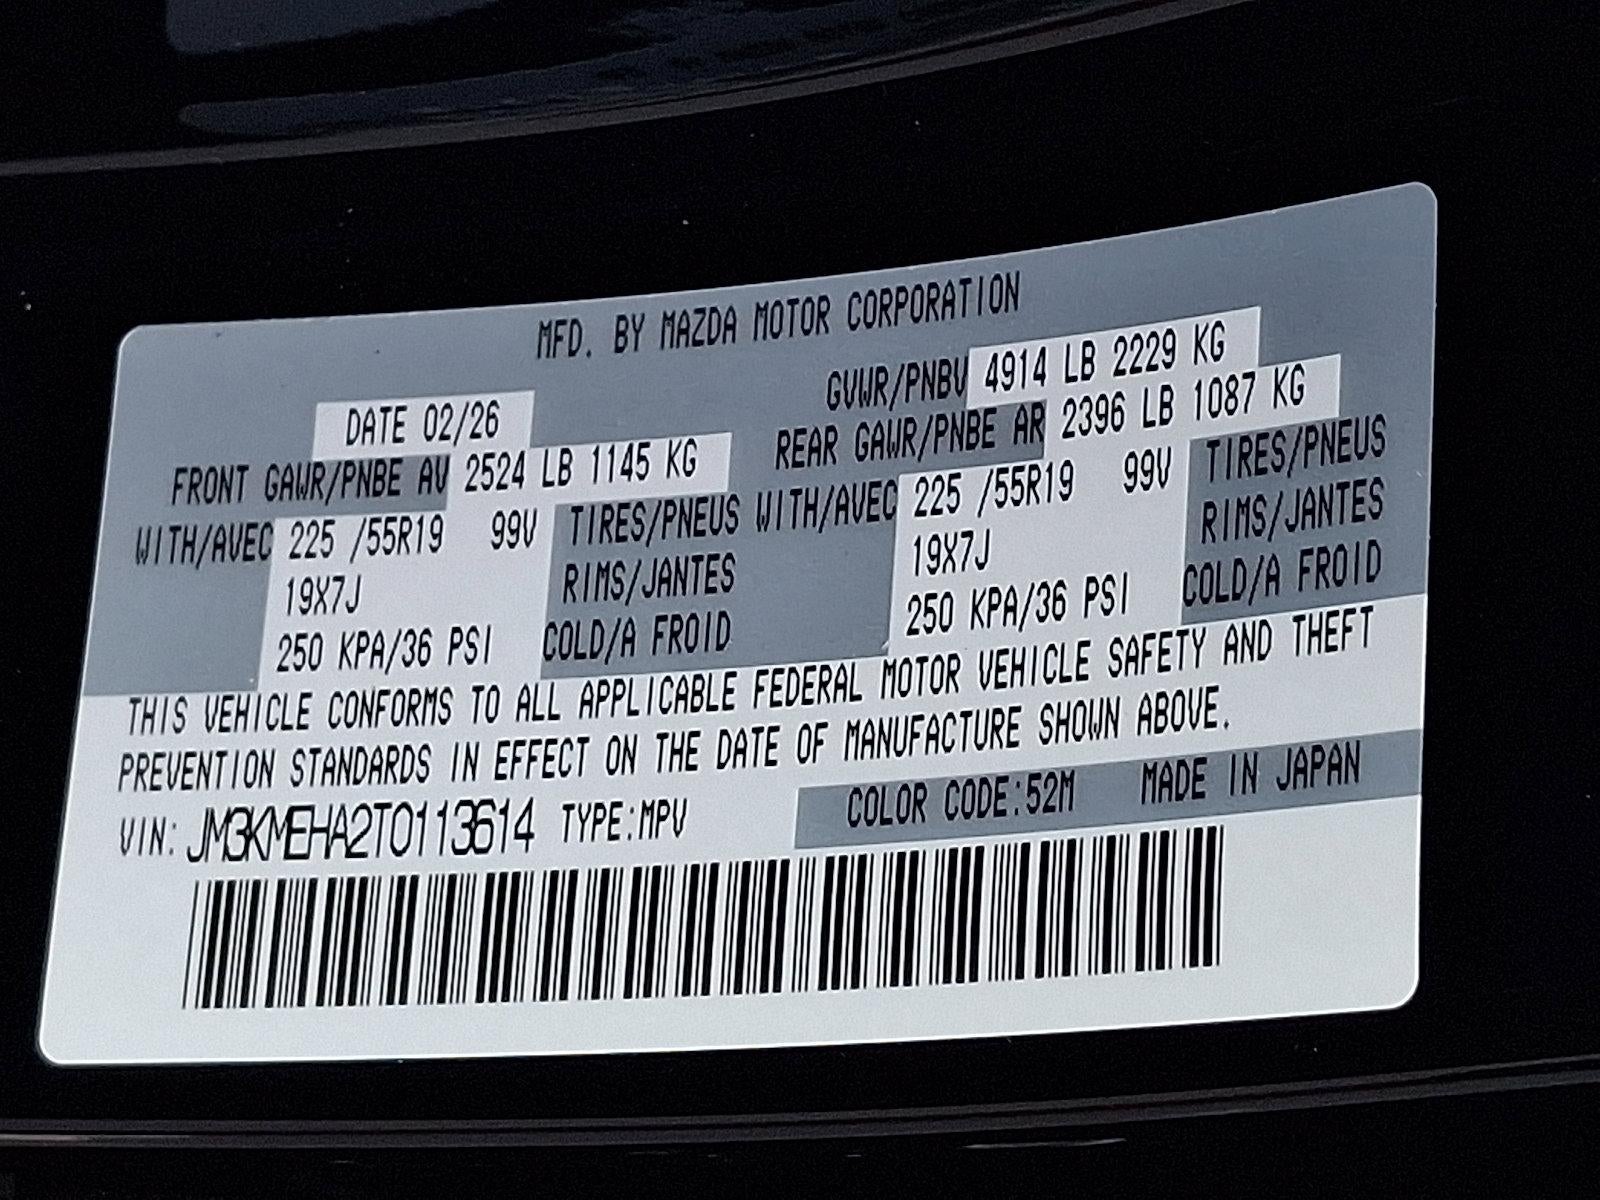 MFD. BY MAZDA MOTOR CORPORATION
DATE 02/26 GVWR/PNBV 4914 LB 2229 KG
FRONT GAWR/PNBE AV 2524 LB 1145 KG REAR GAWR/PNBE AR 2396 LB 1087 KG
WITH/AVEC 225 /55R19 99V TIRES/PNEUS WITH/AVEC 225 /55R19 99V TIRES/PNEUS
19X7J RIMS/JANTES 19X7J RIMS/JANTES
250 KPA/36 PSI COLD/A FROID 250 KPA/36 PSI COLD/A FROID
THIS VEHICLE CONFORMS TO ALL APPLICABLE FEDERAL MOTOR VEHICLE SAFETY AND THEFT
PREVENTION STANDARDS IN EFFECT ON THE DATE OF MANUFACTURE SHOWN ABOVE.
VIN: JM3KMEHA2T0113614 TYPE:MPV COLOR CODE:52M MADE IN JAPAN